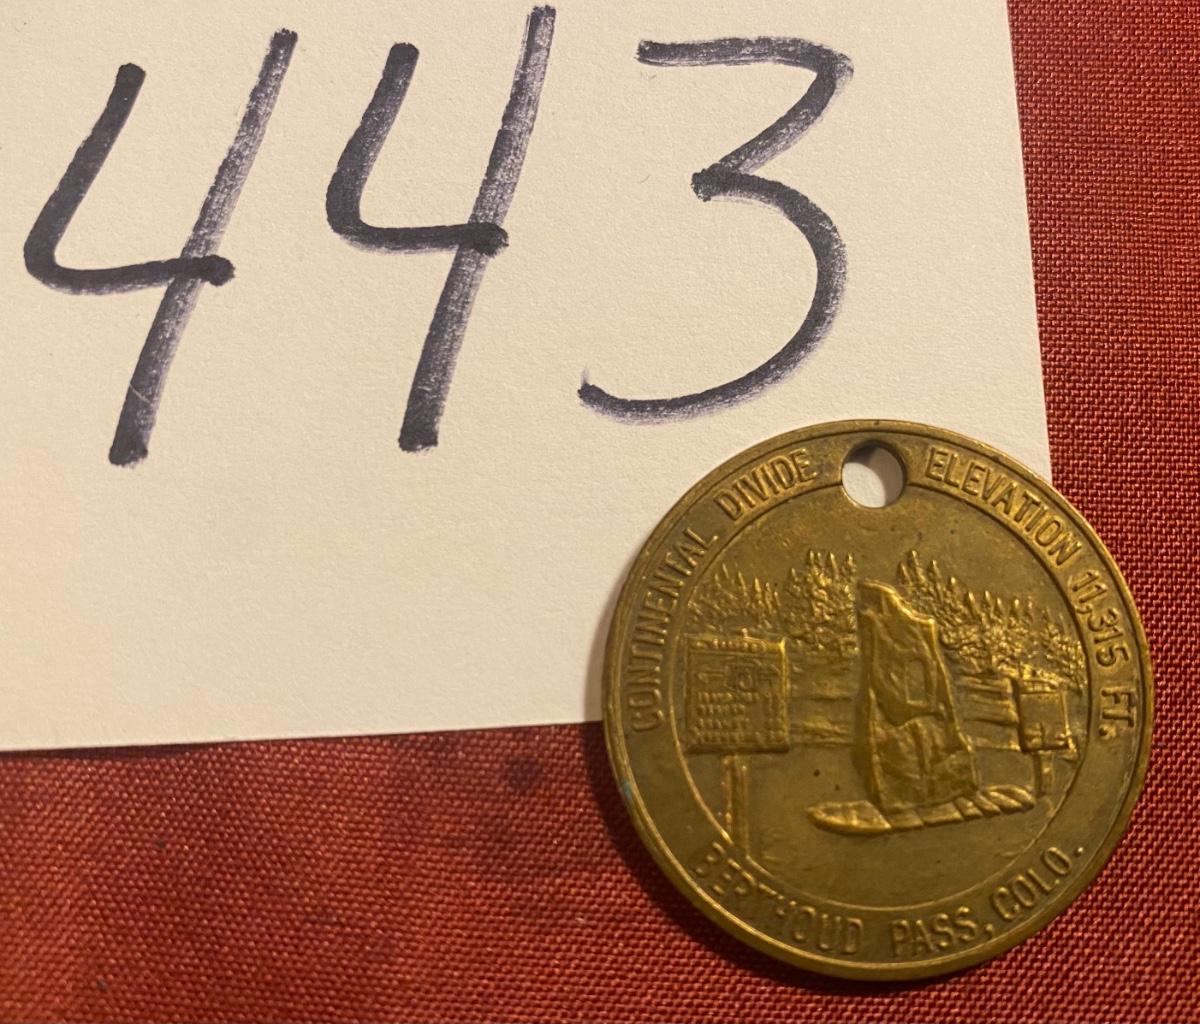 443
CONTINENTAL DIVIDE ELEVATION 11,315 FT.
BERTHOUD PASS, COLO.